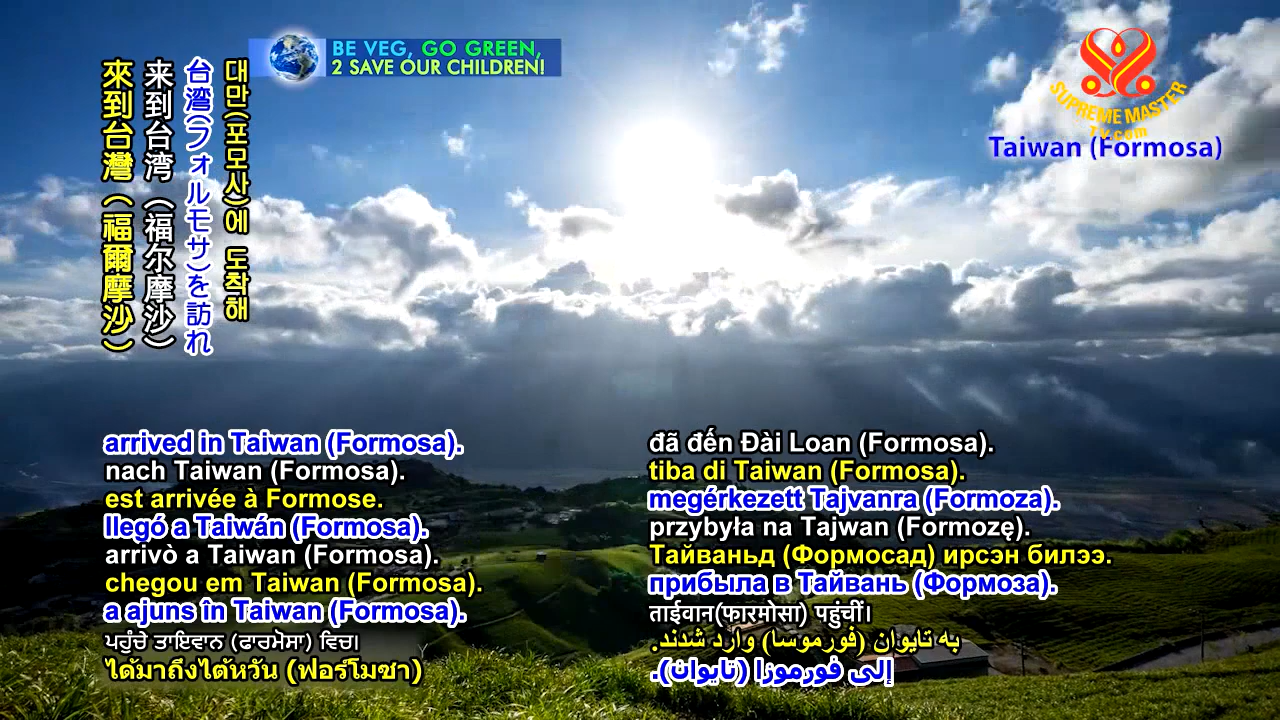 BE VEG, GO GREEN,
2 SAVE OUR CHILDREN!
SUPREME MASTER
TV.com
Taiwan (Formosa)
대만(포모사)에 도착해
台湾(フォルモサ)を訪れ
来到台湾（福尔摩沙）
來到台灣（福爾摩沙）
arrived in Taiwan (Formosa).
nach Taiwan (Formosa).
est arrivée à Formose.
llegó a Taiwán (Formosa).
arrivò a Taiwan (Formosa).
chegou em Taiwan (Formosa).
a ajuns în Taiwan (Formosa).
ਪਹੁੰਚੇ ਤਾਇਵਾਨ (ਫਾਰਮੋਸਾ) ਵਿਚ।
ได้มาถึงไต้หวัน (ฟอร์โมซา)
đã đến Đài Loan (Formosa).
tiba di Taiwan (Formosa).
megérkezett Tajvanra (Formoza).
przybyła na Tajwan (Formozę).
Тайваньд (Формосад) ирсэн билээ.
прибыла в Тайвань (Формоза).
ताईवान(फारमोसा) पहुंचीं।
به تایوان (فورموسا) وارد شدند.
إلى فورموزا (تايوان).